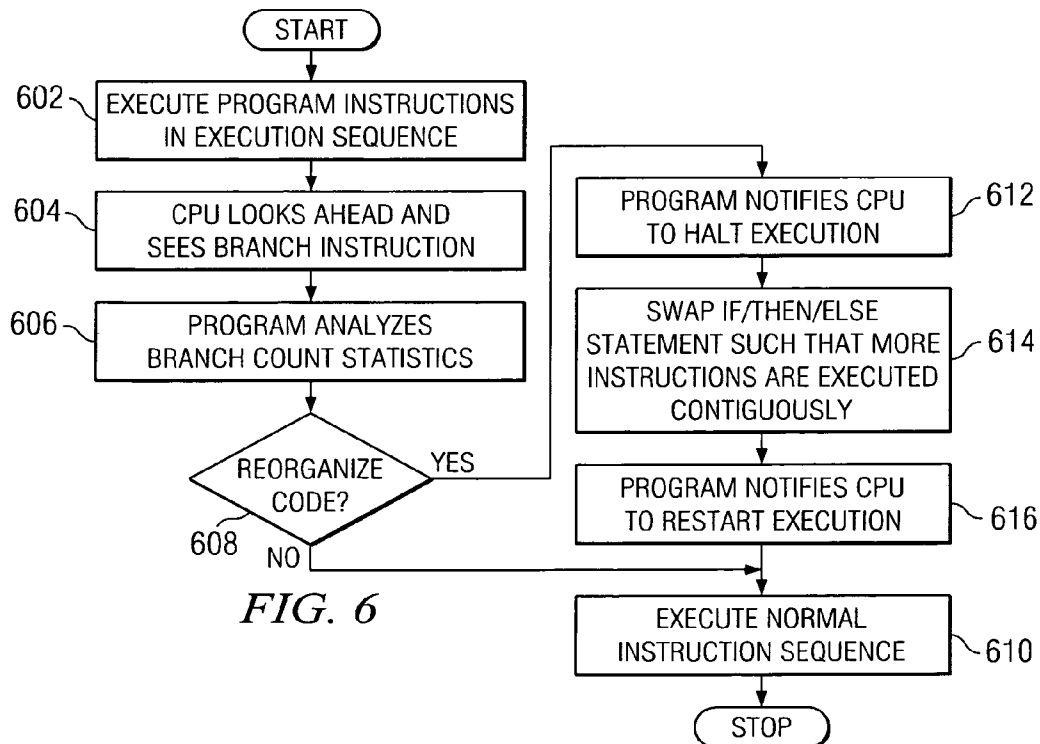 START
602
EXECUTE PROGRAM INSTRUCTIONS
IN EXECUTION SEQUENCE
604
CPU LOOKS AHEAD AND
SEES BRANCH INSTRUCTION
606
PROGRAM ANALYZES
BRANCH COUNT STATISTICS
REORGANIZE
CODE?
608
YES
NO
612
PROGRAM NOTIFIES CPU
TO HALT EXECUTION
SWAP IF/THEN/ELSE
STATEMENT SUCH THAT MORE
INSTRUCTIONS ARE EXECUTED
CONTIGUOUSLY
614
PROGRAM NOTIFIES CPU
TO RESTART EXECUTION
616
EXECUTE NORMAL
INSTRUCTION SEQUENCE
610
STOP
FIG. 6